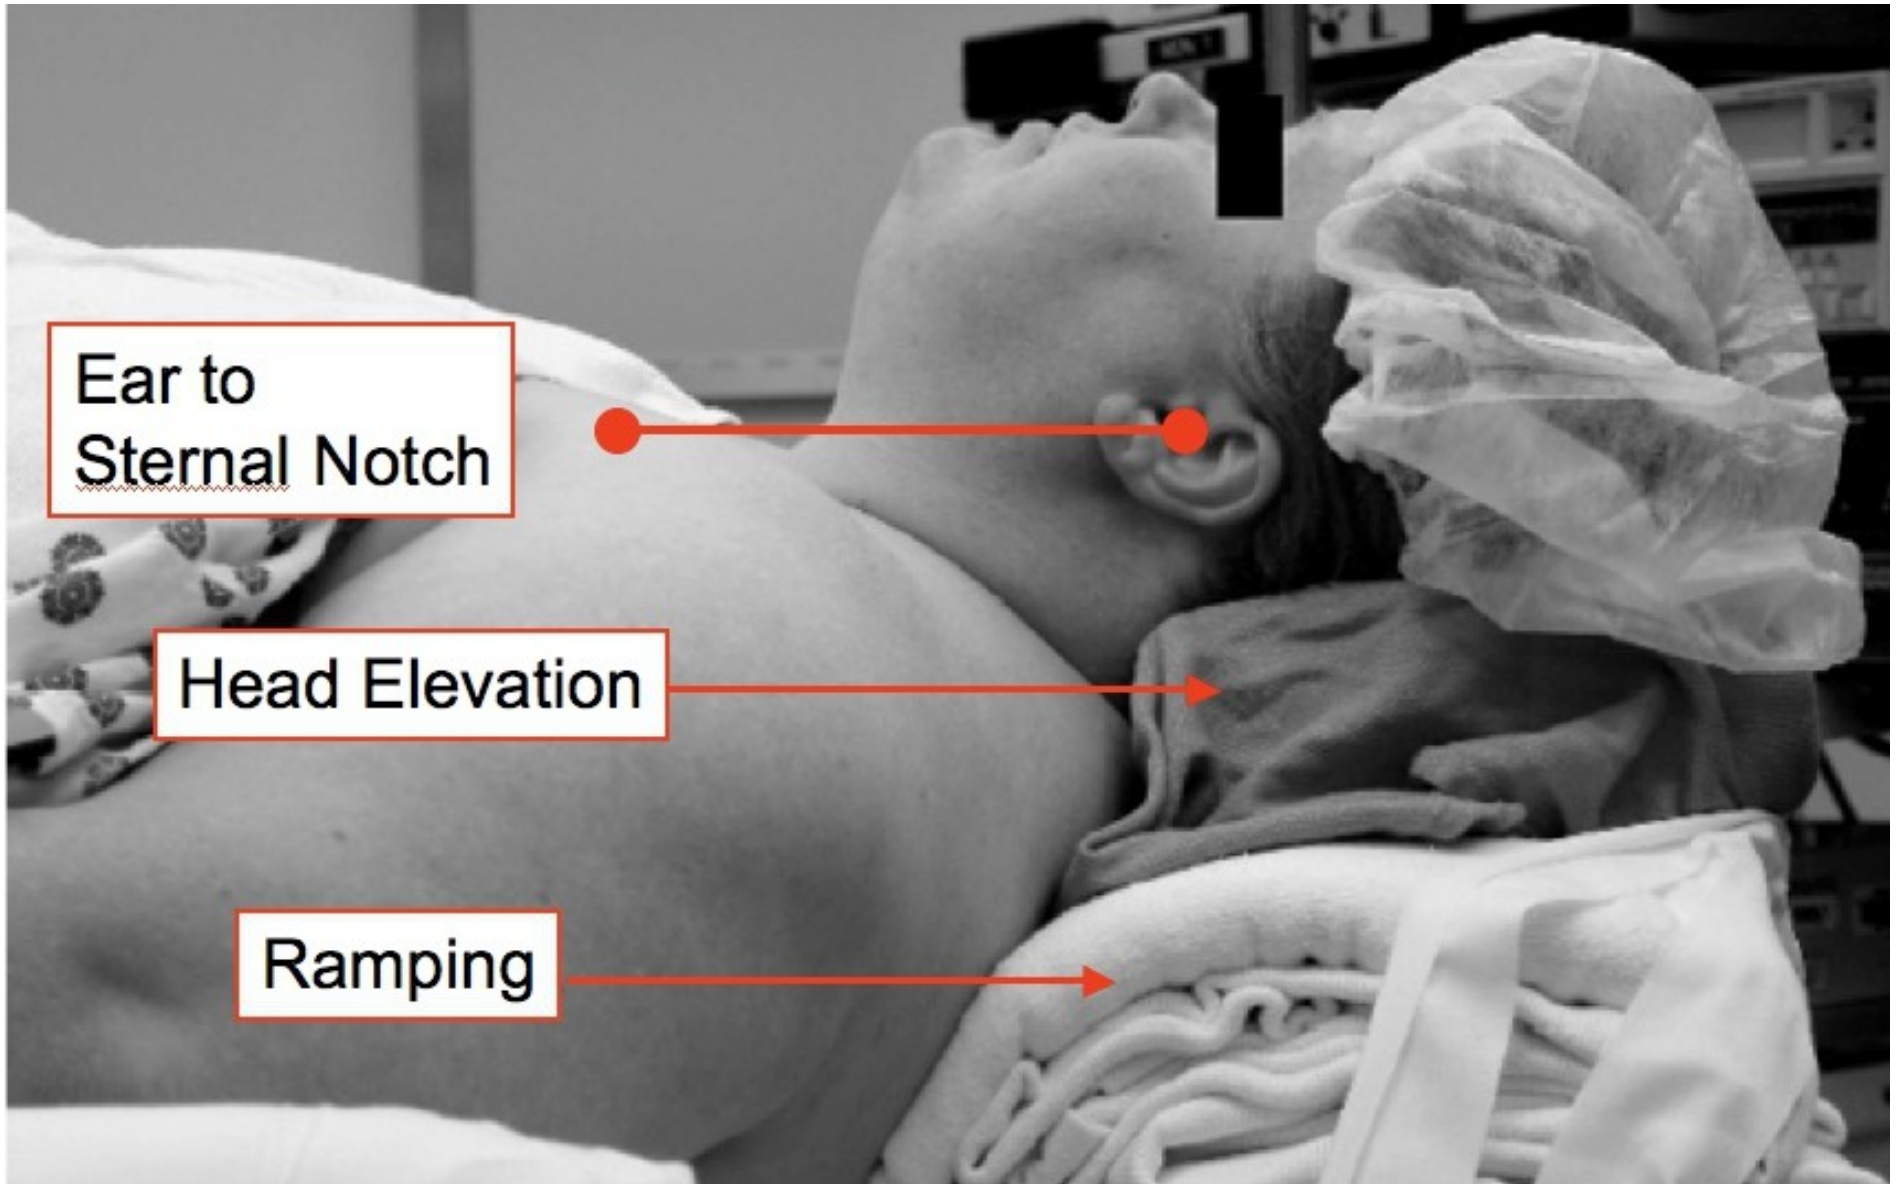 Ear to
Sternal Notch
Head Elevation
Ramping